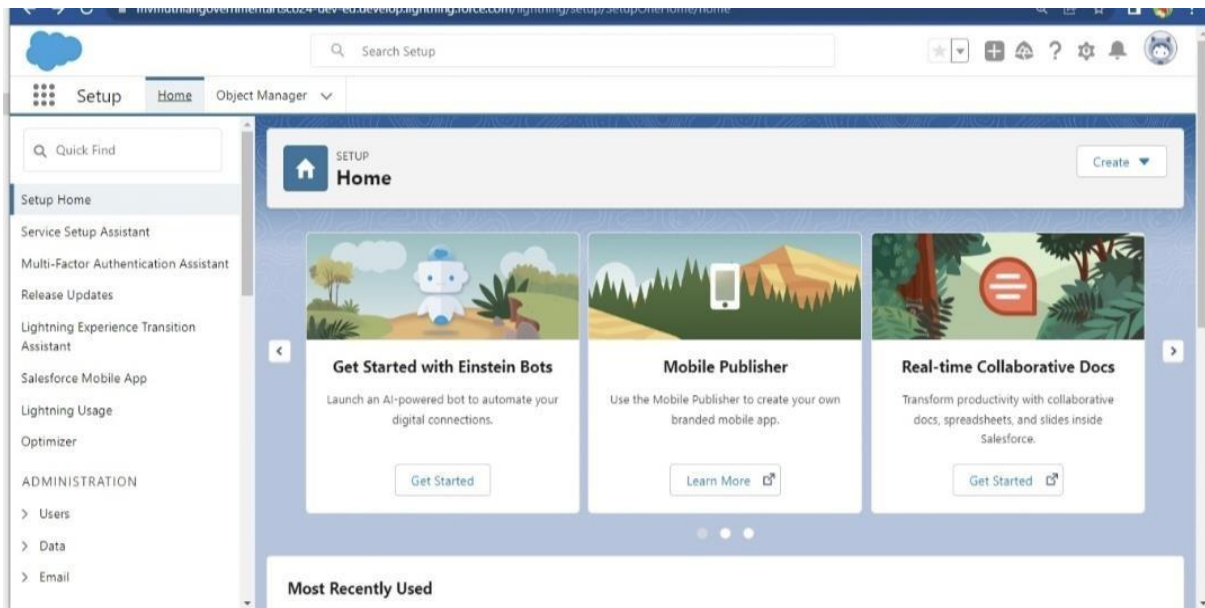 Search Setup
Setup
Home
Object Manager
Quick Find
Setup Home
Service Setup Assistant
Multi-Factor Authentication Assistant
Release Updates
Lightning Experience Transition
Assistant
Salesforce Mobile App
Lightning Usage
Optimizer
ADMINISTRATION
Users
Data
Email
SETUP
Home
Create
Get Started with Einstein Bots
Launch an AI-powered bot to automate your
digital connections.
Get Started
Mobile Publisher
Use the Mobile Publisher to create your own
branded mobile app.
Learn More
Real-time Collaborative Docs
Transform productivity with collaborative
docs, spreadsheets, and slides inside
Salesforce.
Get Started
Most Recently Used